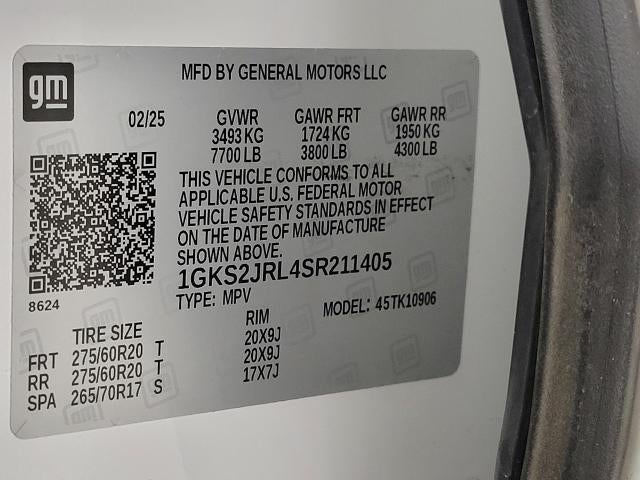 gm
MFD BY GENERAL MOTORS LLC
02/25 GVWR GAWR FRT GAWR RR
3493 KG 1724 KG 1950 KG
7700 LB 3800 LB 4300 LB
THIS VEHICLE CONFORMS TO ALL
APPLICABLE U.S. FEDERAL MOTOR
VEHICLE SAFETY STANDARDS IN EFFECT
ON THE DATE OF MANUFACTURE
SHOWN ABOVE.
1GKS2JRL4SR211405
8624 TYPE: MPV MODEL: 45TK10906
TIRE SIZE RIM
FRT 275/60R20 T 20X9J
RR 275/60R20 T 20X9J
SPA 265/70R17 S 17X7J